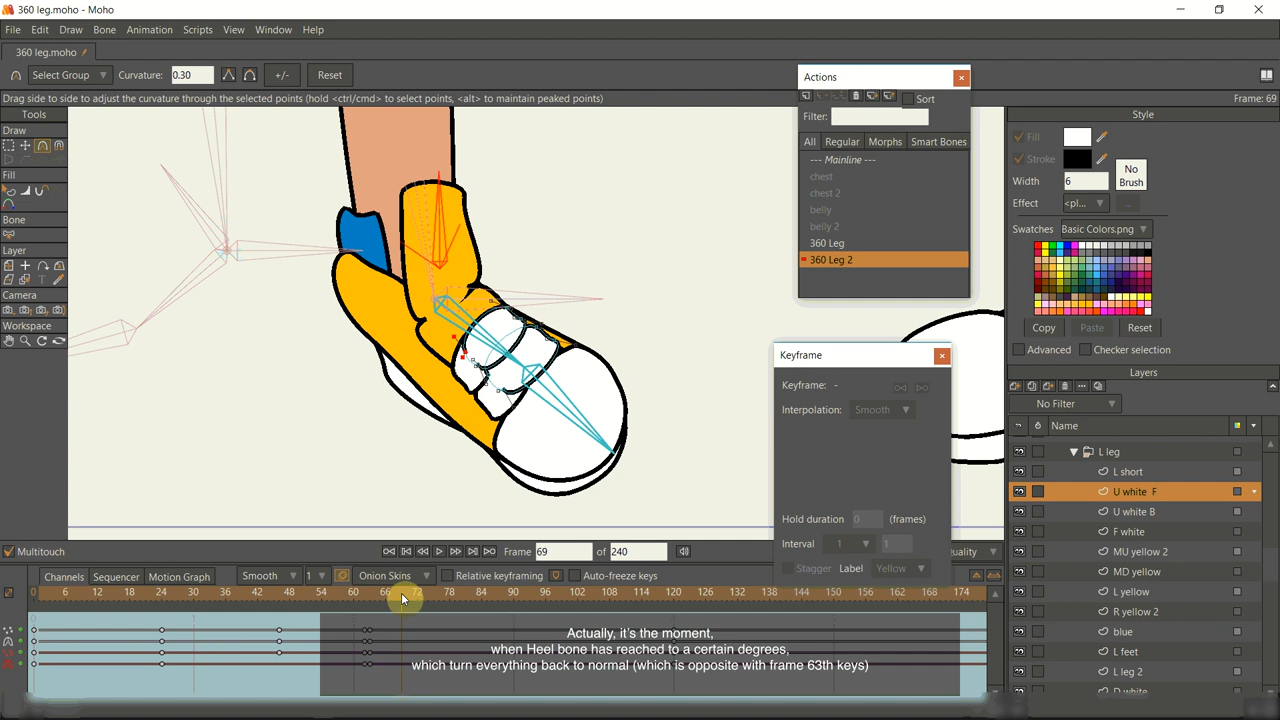 360 leg.moho - Moho
File Edit Draw Bone Animation Scripts View Window Help
360 leg.moho
Select Group Curvature: 0.30 +/- Reset
Drag side to side to adjust the curvature through the selected points (hold <ctrl/cmd> to select points, <alt> to maintain peaked points) Frame: 69
Tools
Draw
Fill
Bone
Layer
Camera
Workspace
Actions
Sort
Filter:
All Regular Morphs Smart Bones
--- Mainline ---
chest
chest 2
belly
belly 2
360 Leg
360 Leg 2
Keyframe
Keyframe: -
Interpolation: Smooth
Hold duration 0 (frames)
Interval 1 1
Stagger Label Yellow
Style
Fill
Stroke
No Brush
Width 6
Effect <pl...
...
Swatches Basic Colors.png
Copy Paste Reset
Advanced Checker selection
Layers
No Filter
Name
L leg
L short
U white F
U white B
F white
MU yellow 2
MD yellow
L yellow
R yellow 2
blue
L feet
L leg 2
D white
Multitouch Frame 69 of 240 uality
Channels Sequencer Motion Graph Smooth 1 Onion Skins Relative keyframing Auto-freeze keys
0 6 12 18 24 30 36 42 48 54 60 66 72 78 84 90 96 102 108 114 120 126 132 138 144 150 156 162 168 174
Actually, it's the moment,
when Heel bone has reached to a certain degrees,
which turn everything back to normal (which is opposite with frame 63th keys)